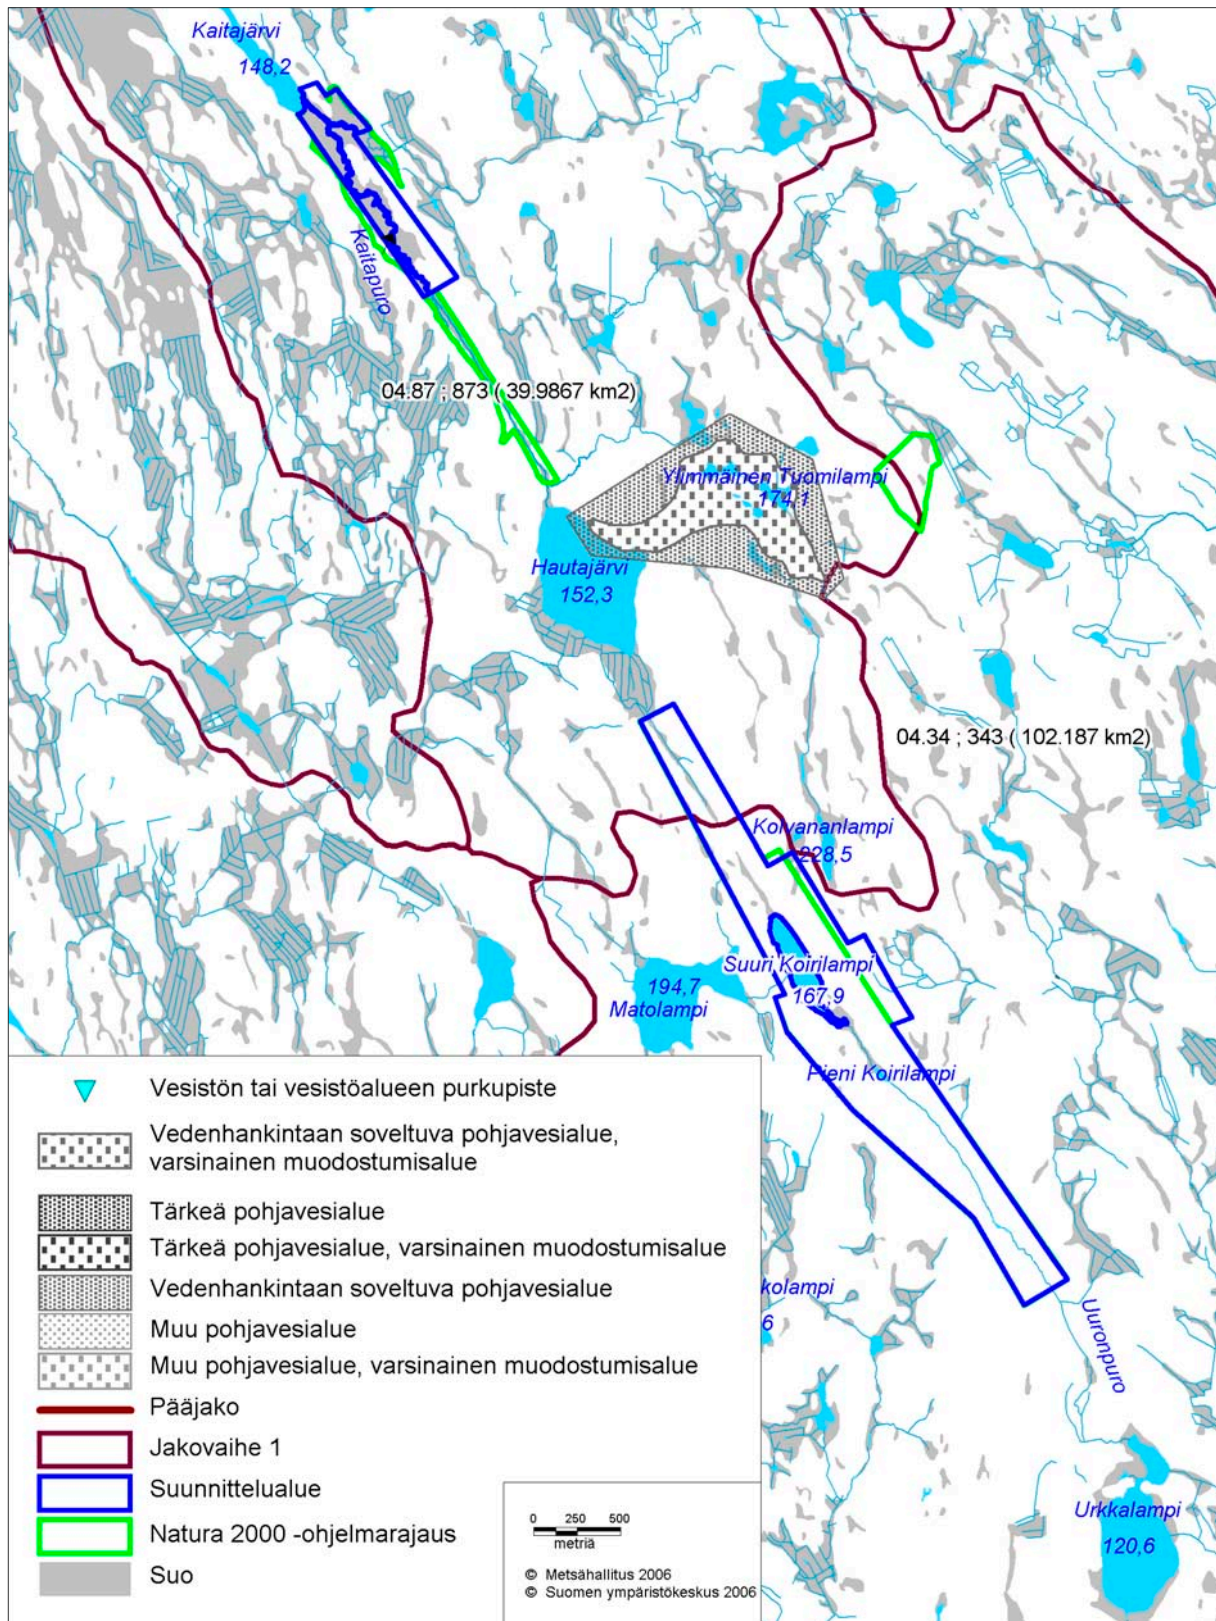 Kaitajärvi
148,2
Kaitapuro
04.87 ; 873 ( 39.9867 km2)
Ylimmäinen Tuomilampi
174,1
Hautajärvi
152,3
04.34 ; 343 ( 102.187 km2)
Koivananlampi
228,5
Suuri Koirilampi
167,9
194,7
Matolampi
Pieni Koirilampi
kolampi
6
Uuronpuro
Urkkalampi
120,6
Vesistön tai vesistöalueen purkupiste
Vedenhankintaan soveltuva pohjavesialue,
varsinainen muodostumisalue
Tärkeä pohjavesialue
Tärkeä pohjavesialue, varsinainen muodostumisalue
Vedenhankintaan soveltuva pohjavesialue
Muu pohjavesialue
Muu pohjavesialue, varsinainen muodostumisalue
Pääjako
Jakovaihe 1
Suunnittelualue
Natura 2000 -ohjelmarajaus
Suo
0 250 500
metriä
© Metsähallitus 2006
© Suomen ympäristökeskus 2006